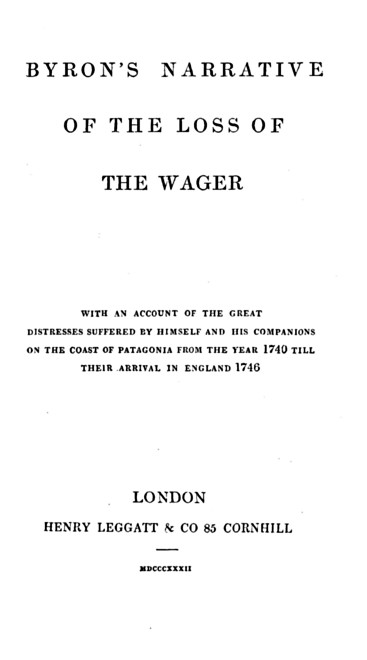 BYRON'S NARRATIVE
OF THE LOSS OF
THE WAGER
WITH AN ACCOUNT OF THE GREAT
DISTRESSES SUFFERED BY HIMSELF AND HIS COMPANIONS
ON THE COAST OF PATAGONIA FROM THE YEAR 1740 TILL
THEIR ARRIVAL IN ENGLAND 1746
LONDON
HENRY LEGGATT & CO 85 CORNHILL
MDCCCXXXII